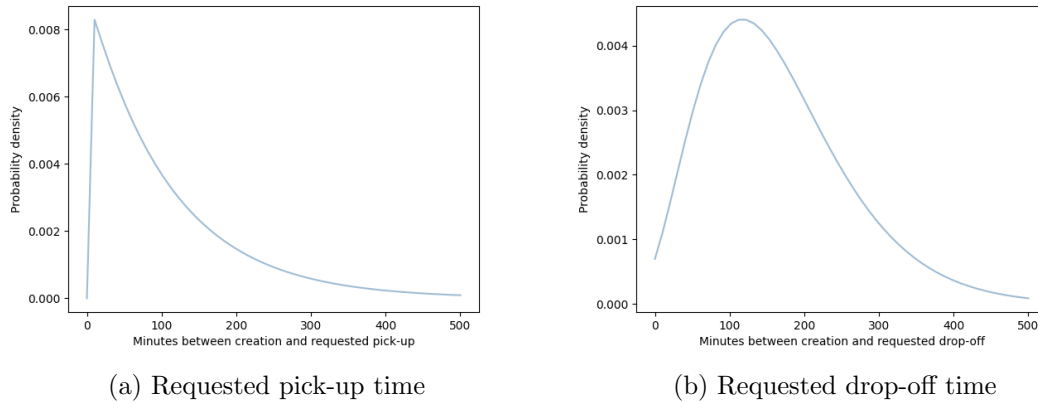 0.008
0.006
0.004
0.002
0.000
Probability density
0 100 200 300 400 500
Minutes between creation and requested pick-up
(a) Requested pick-up time
0.004
0.003
0.002
0.001
0.000
Probability density
0 100 200 300 400 500
Minutes between creation and requested drop-off
(b) Requested drop-off time